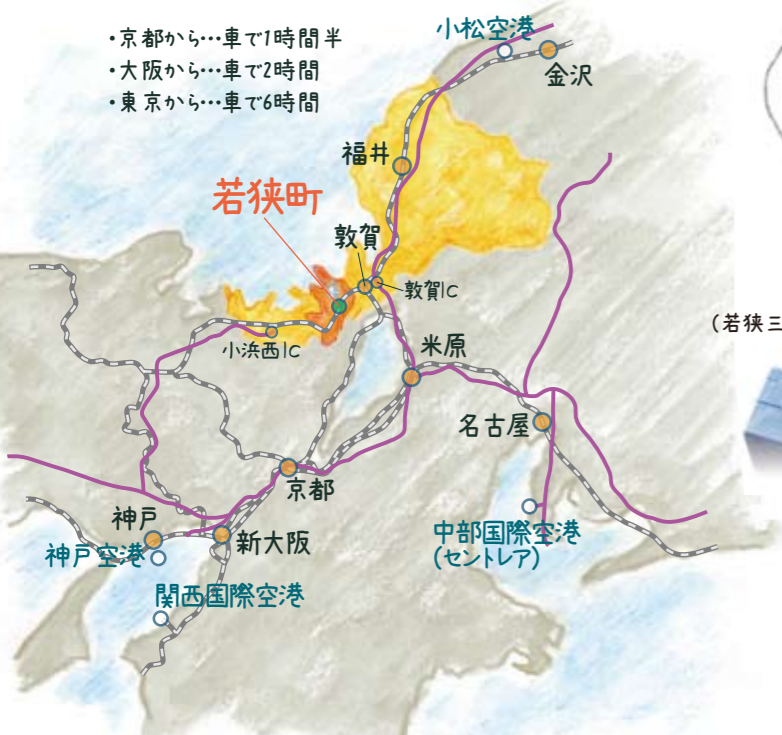 ・京都から…車で1時間半
・大阪から…車で2時間
・東京から…車で6時間
小松空港
金沢
福井
若狭町
敦賀
敦賀IC
小浜西IC
米原
(若狭三
名古屋
京都
神戸
新大阪
神戸空港
中部国際空港
(セントレア)
関西国際空港